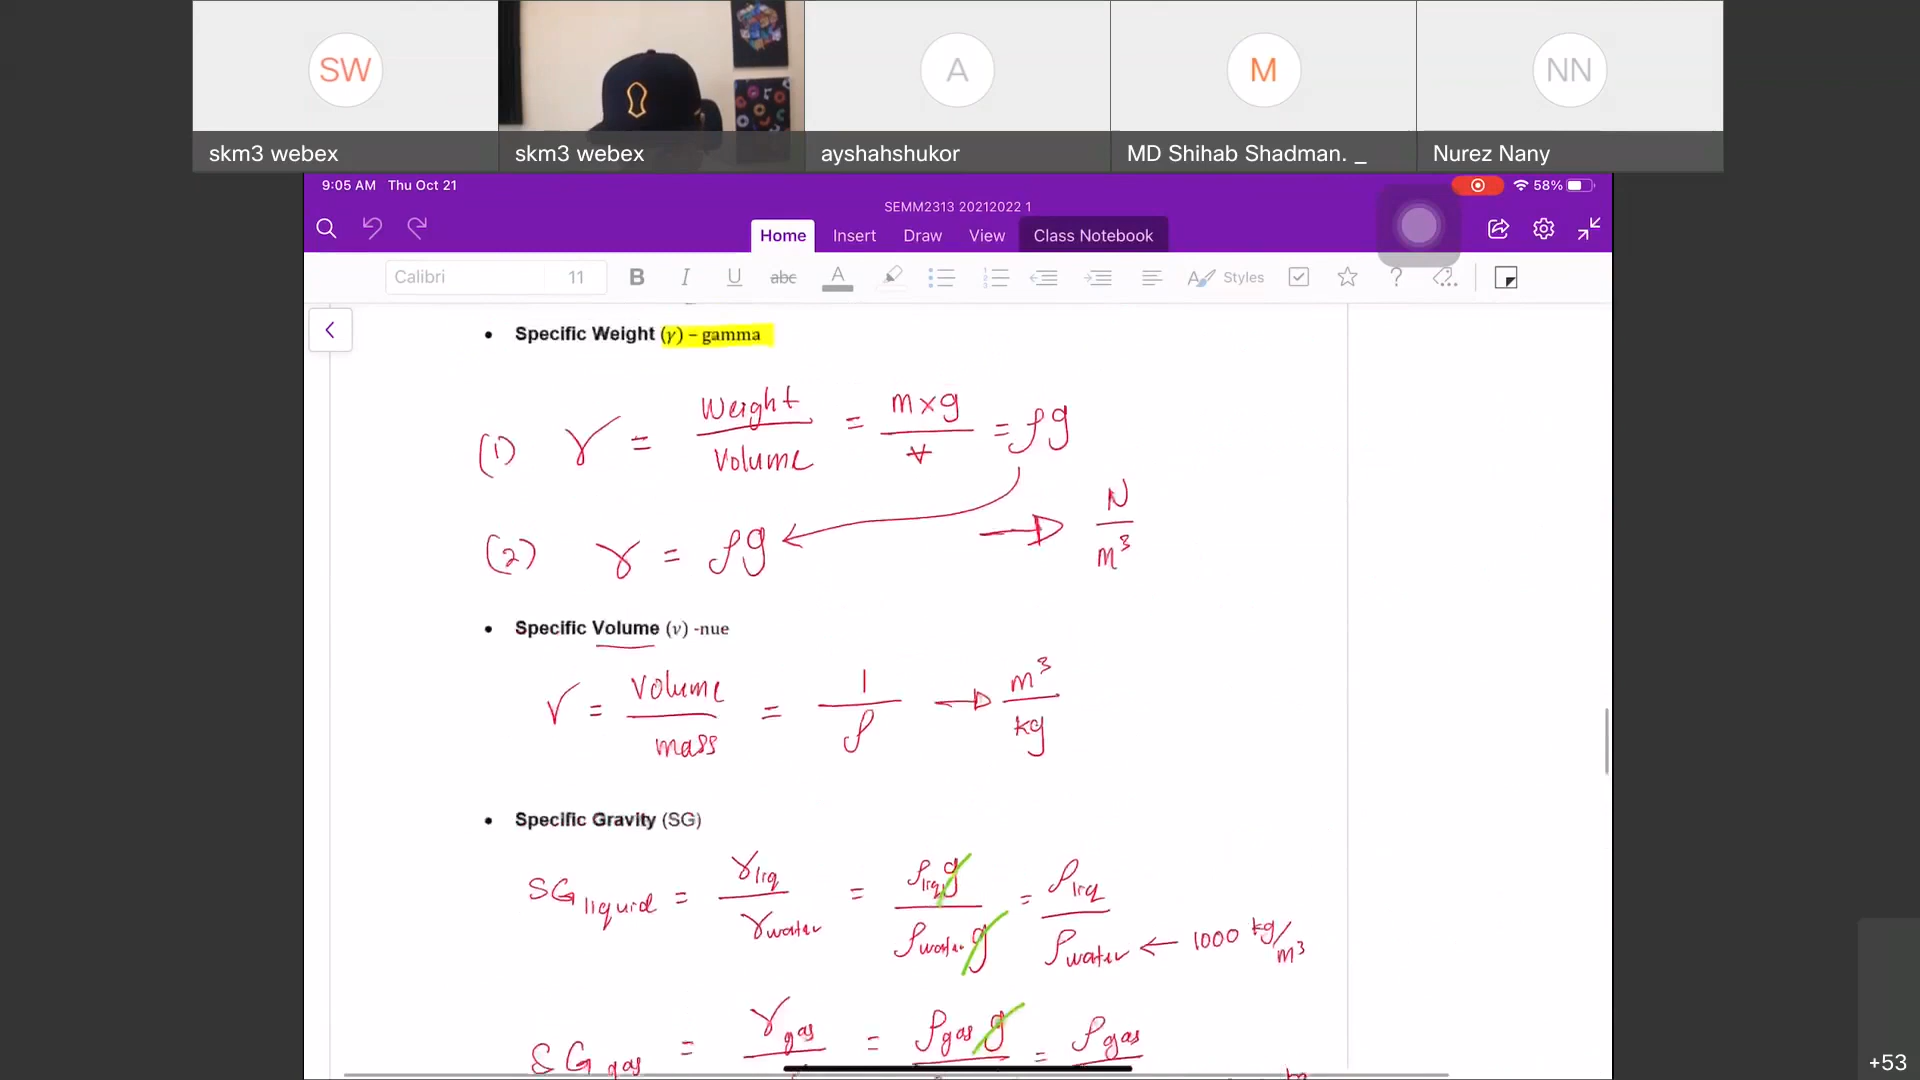 SW
A
M
NN
skm3 webex
skm3 webex
ayshahshukor
MD Shihab Shadman. _
Nurez Nany
9:05 AM Thu Oct 21
58%
SEMM2313 20212022 1
Home Insert Draw View Class Notebook
Calibri 11 B I U abc A Styles ?
• Specific Weight (γ) – gamma
(1) γ = Weight / Volume = m×g / V = ρg
(2) γ = ρg → N / m³
• Specific Volume (v) -nue
v = Volume / mass = 1 / ρ → m³ / kg
• Specific Gravity (SG)
SG liquid = γliq / γwater = ρliq g / ρwater g = ρliq / ρwater ← 1000 kg/m³
SG gas = γgas = ρgas g = ρgas
+53